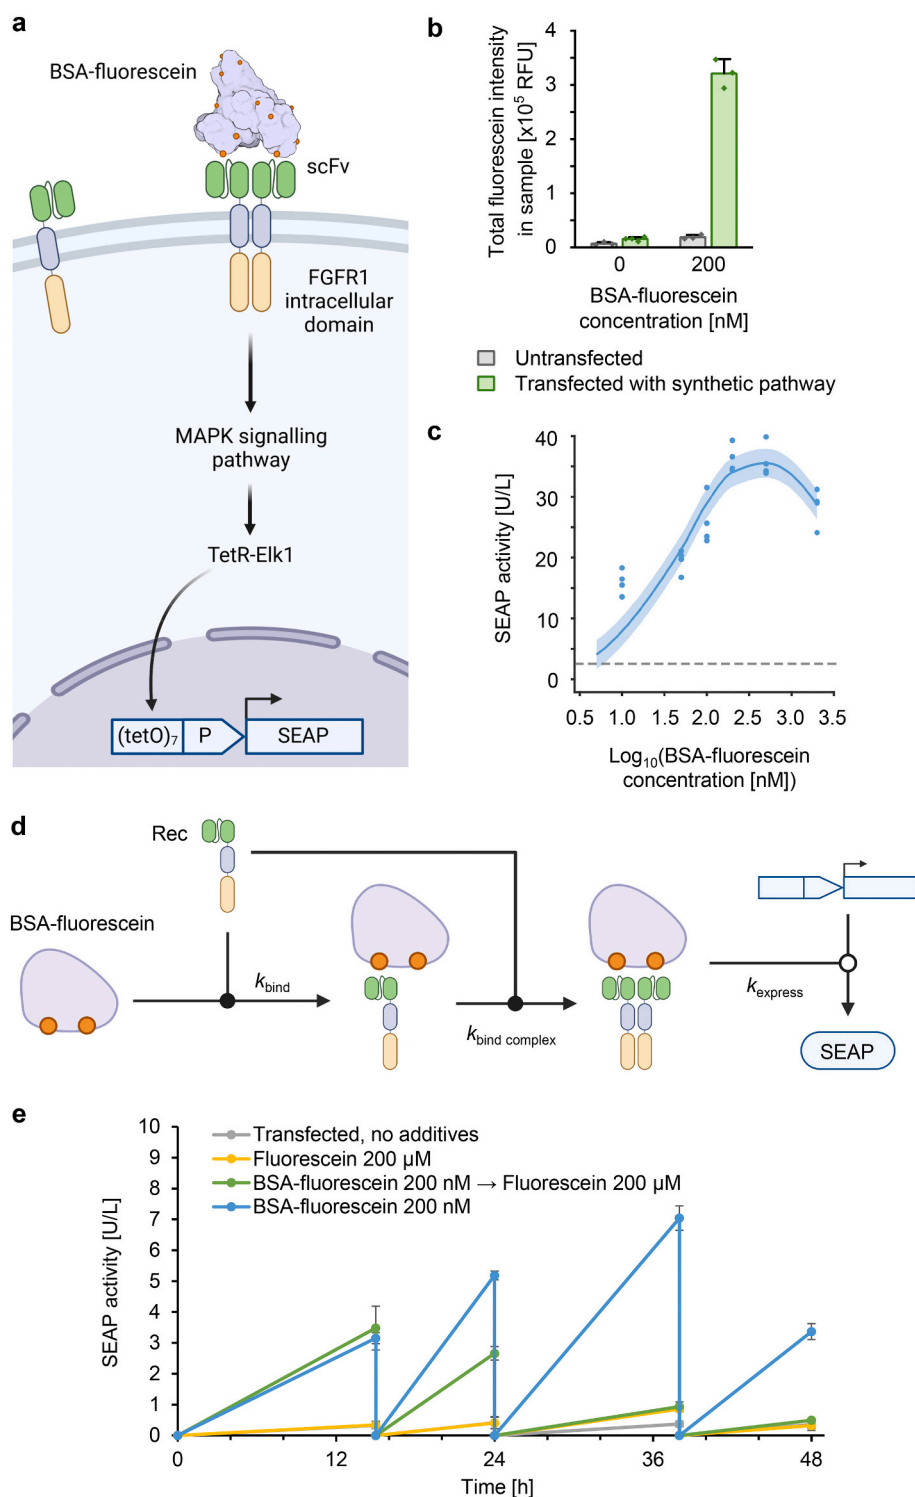 a
BSA-fluorescein
scFv
FGFR1
intracellular
domain
MAPK signalling
pathway
TetR-Elk1
(tetO)₇
P
SEAP
b
Total fluorescein intensity
in sample [x10⁵ RFU]
4
3
2
1
0
0
200
BSA-fluorescein
concentration [nM]
Untransfected
Transfected with synthetic pathway
c
SEAP activity [U/L]
40
30
20
10
0
0.5 1.0 1.5 2.0 2.5 3.0 3.5
Log₁₀(BSA-fluorescein
concentration [nM])
d
Rec
BSA-fluorescein
k bind
k bind complex
k express
SEAP
e
SEAP activity [U/L]
10
9
8
7
6
5
4
3
2
1
0
Transfected, no additives
Fluorescein 200 µM
BSA-fluorescein 200 nM → Fluorescein 200 µM
BSA-fluorescein 200 nM
0 12 24 36 48
Time [h]